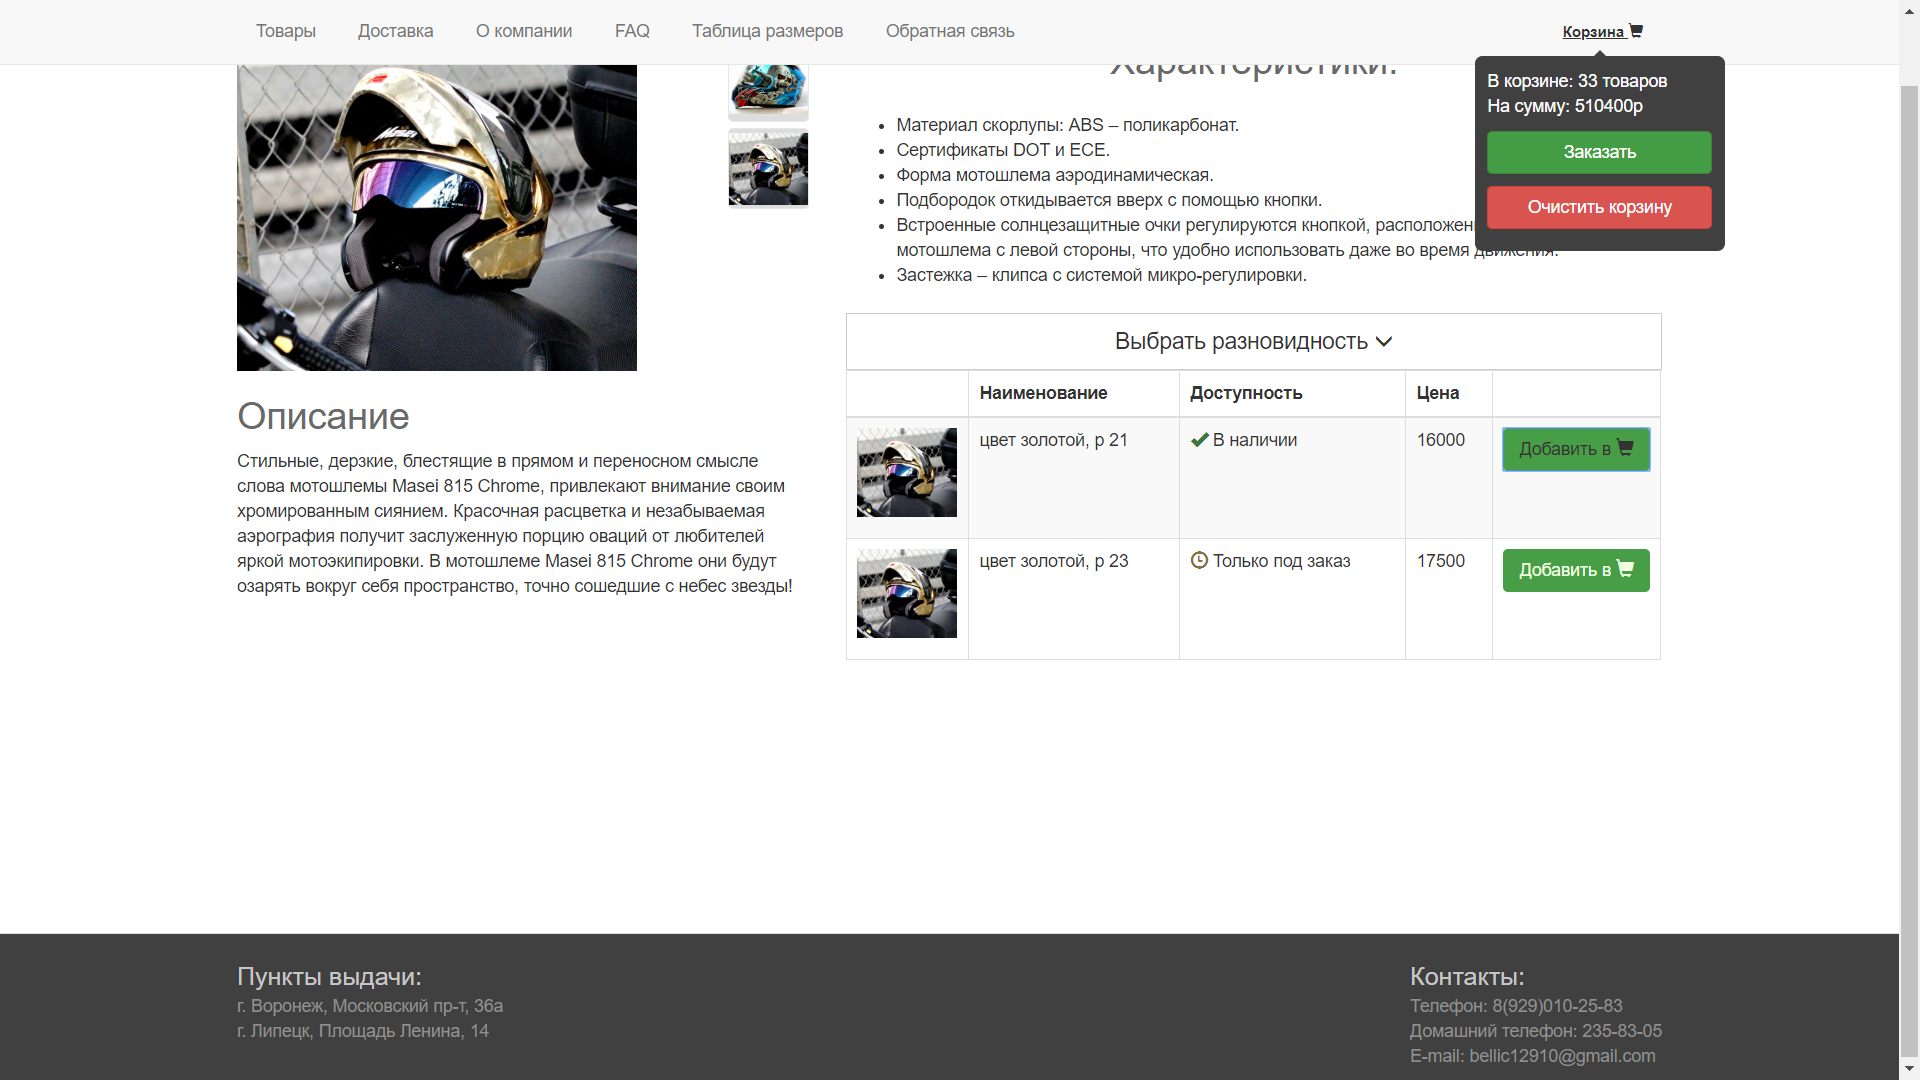 Товары Доставка О компании FAQ Таблица размеров Обратная связь Корзина
Характеристики:
В корзине: 33 товаров
На сумму: 510400р
Заказать
Очистить корзину
Masei
Материал скорлупы: ABS – поликарбонат.
Сертификаты DOT и ECE.
Форма мотошлема аэродинамическая.
Подбородок откидывается вверх с помощью кнопки.
Встроенные солнцезащитные очки регулируются кнопкой,
мотошлема с левой стороны, что удобно использовать даже во время движения.
Застежка – клипса с системой микро-регулировки.
Выбрать разновидность
Наименование Доступность Цена
цвет золотой, р 21 В наличии 16000 Добавить в
цвет золотой, р 23 Только под заказ 17500 Добавить в
Описание
Стильные, дерзкие, блестящие в прямом и переносном смысле
слова мотошлемы Masei 815 Chrome, привлекают внимание своим
хромированным сиянием. Красочная расцветка и незабываемая
аэрография получит заслуженную порцию оваций от любителей
яркой мотоэкипировки. В мотошлеме Masei 815 Chrome они будут
озарять вокруг себя пространство, точно сошедшие с небес звезды!
Пункты выдачи:
г. Воронеж, Московский пр-т, 36а
г. Липецк, Площадь Ленина, 14
Контакты:
Телефон: 8(929)010-25-83
Домашний телефон: 235-83-05
E-mail: bellic12910@gmail.com